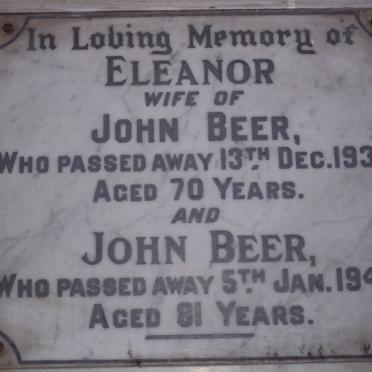 In Loving Memory of
ELEANOR
WIFE OF
JOHN BEER,
WHO PASSED AWAY 13TH DEC. 193
AGED 70 YEARS.
AND
JOHN BEER,
WHO PASSED AWAY 5TH JAN. 194
AGED 81 YEARS.